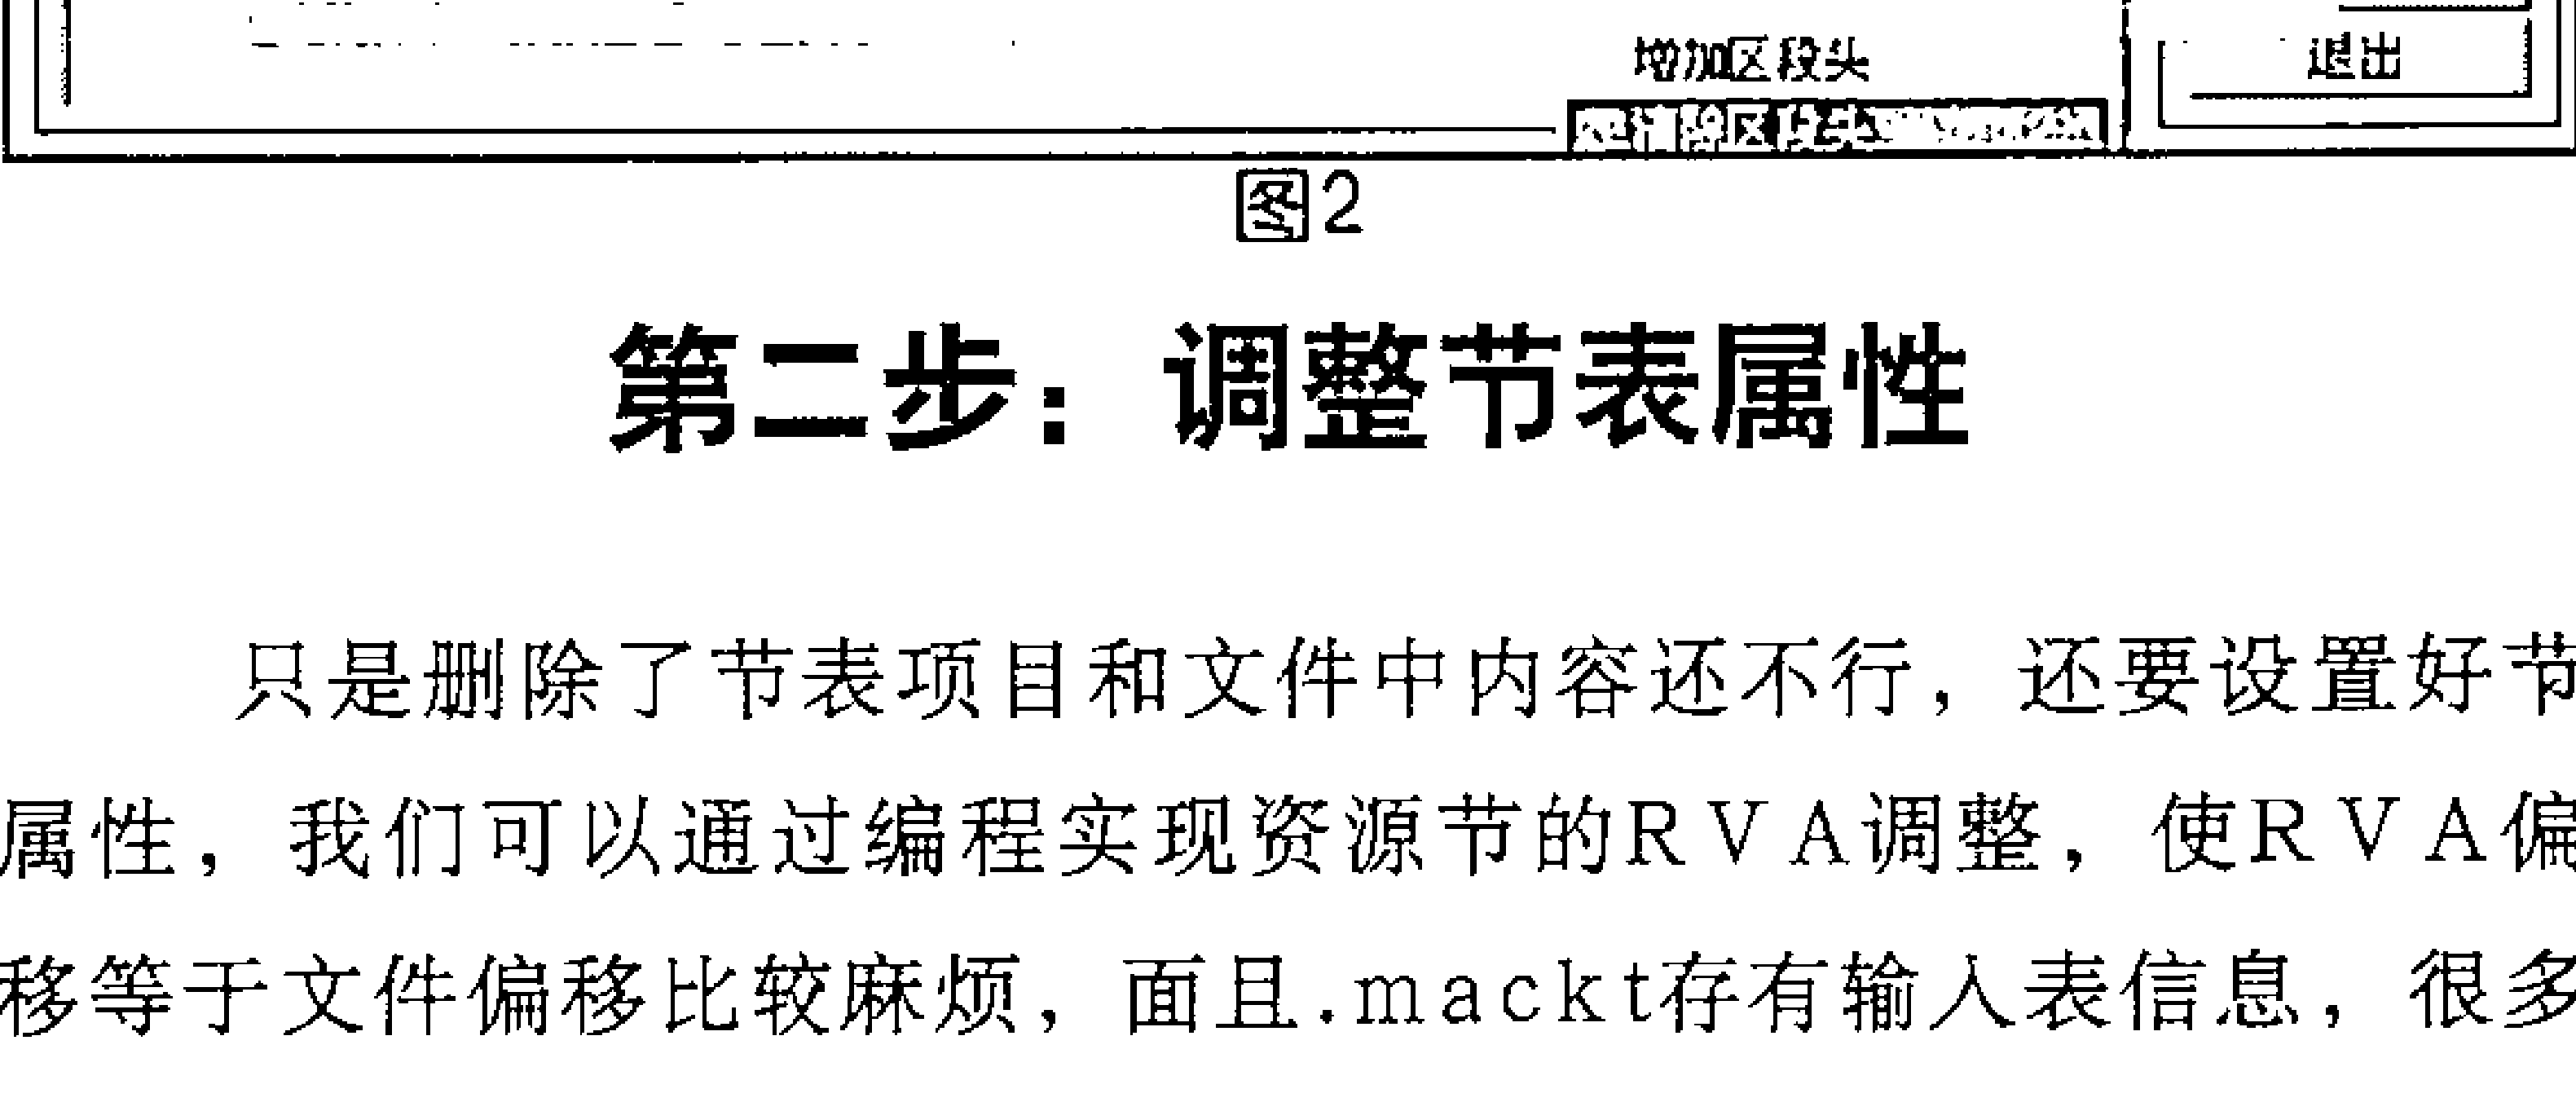 增加区段头
退出
清除区段头
图2
第二步：调整节表属性
只是删除了节表项目和文件中内容还不行，还要设置好节
属性，我们可以通过编程实现资源节的RVA调整，使RVA偏
移等于文件偏移比较麻烦，面且.mackt存有输入表信息，很多